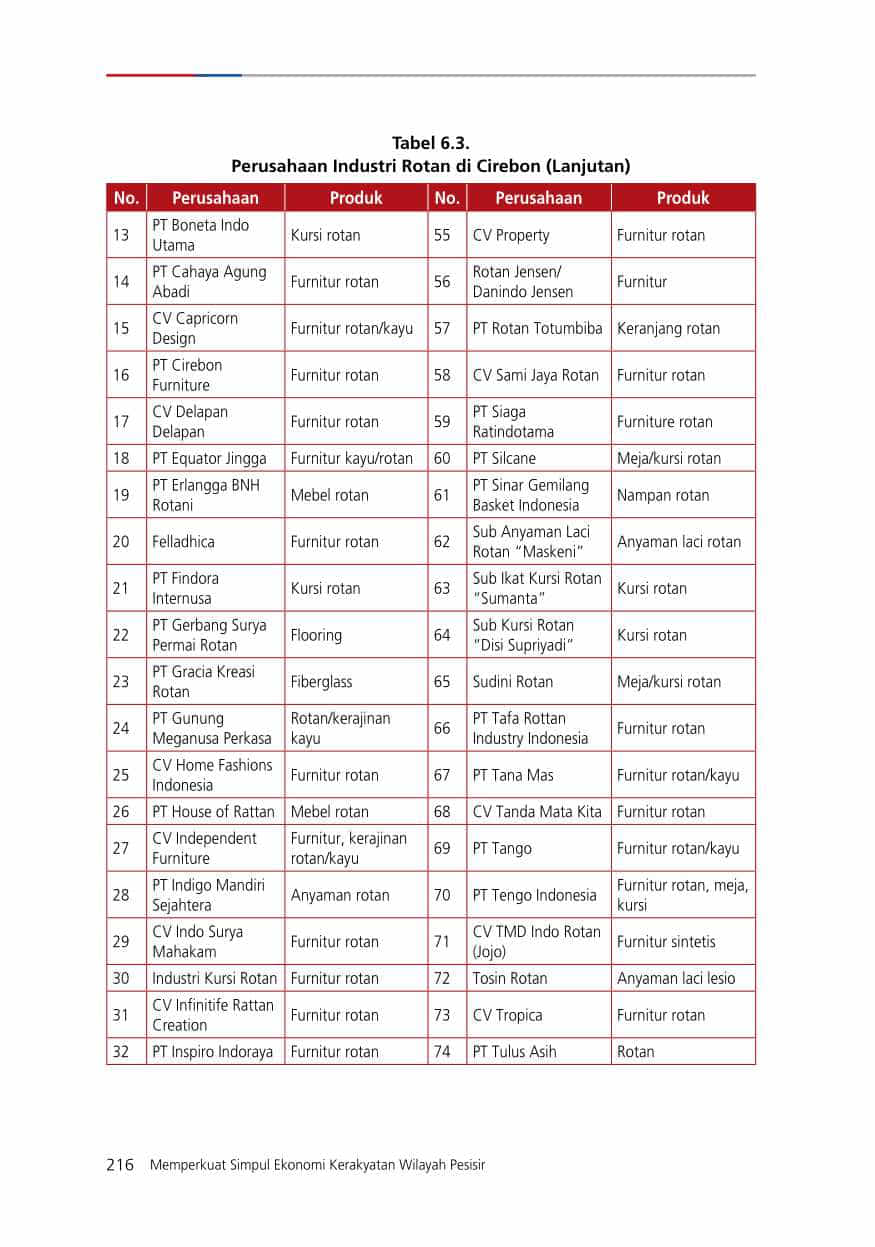 Tabel 6.3.
Perusahaan Industri Rotan di Cirebon (Lanjutan)
No. Perusahaan Produk No. Perusahaan Produk
13 PT Boneta Indo Utama Kursi rotan 55 CV Property Furnitur rotan
14 PT Cahaya Agung Abadi Furnitur rotan 56 Rotan Jensen/ Danindo Jensen Furnitur
15 CV Capricorn Design Furnitur rotan/kayu 57 PT Rotan Totumbiba Keranjang rotan
16 PT Cirebon Furniture Furnitur rotan 58 CV Sami Jaya Rotan Furnitur rotan
17 CV Delapan Delapan Furnitur rotan 59 PT Siaga Ratindotama Furniture rotan
18 PT Equator Jingga Furnitur kayu/rotan 60 PT Silcane Meja/kursi rotan
19 PT Erlangga BNH Rotani Mebel rotan 61 PT Sinar Gemilang Basket Indonesia Nampan rotan
20 Felladhica Furnitur rotan 62 Sub Anyaman Laci Rotan “Maskeni” Anyaman laci rotan
21 PT Findora Internusa Kursi rotan 63 Sub Ikat Kursi Rotan “Sumanta” Kursi rotan
22 PT Gerbang Surya Permai Rotan Flooring 64 Sub Kursi Rotan “Disi Supriyadi” Kursi rotan
23 PT Gracia Kreasi Rotan Fiberglass 65 Sudini Rotan Meja/kursi rotan
24 PT Gunung Meganusa Perkasa Rotan/kerajinan kayu 66 PT Tafa Rottan Industry Indonesia Furnitur rotan
25 CV Home Fashions Indonesia Furnitur rotan 67 PT Tana Mas Furnitur rotan/kayu
26 PT House of Rattan Mebel rotan 68 CV Tanda Mata Kita Furnitur rotan
27 CV Independent Furniture Furnitur, kerajinan rotan/kayu 69 PT Tango Furnitur rotan/kayu
28 PT Indigo Mandiri Sejahtera Anyaman rotan 70 PT Tengo Indonesia Furnitur rotan, meja, kursi
29 CV Indo Surya Mahakam Furnitur rotan 71 CV TMD Indo Rotan (Jojo) Furnitur sintetis
30 Industri Kursi Rotan Furnitur rotan 72 Tosin Rotan Anyaman laci lesio
31 CV Infinitife Rattan Creation Furnitur rotan 73 CV Tropica Furnitur rotan
32 PT Inspiro Indoraya Furnitur rotan 74 PT Tulus Asih Rotan
216 Memperkuat Simpul Ekonomi Kerakyatan Wilayah Pesisir